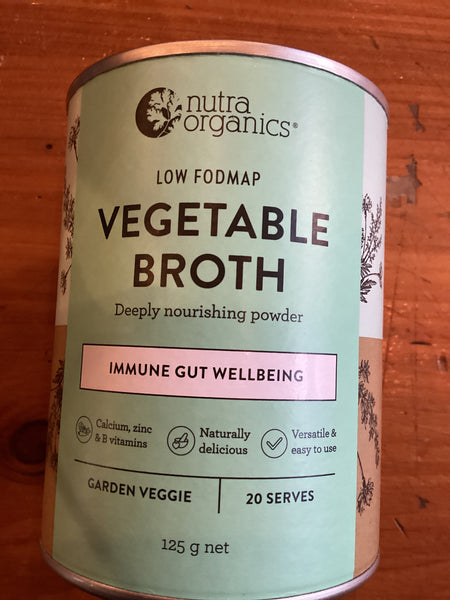 nutra
organics®
LOW FODMAP
VEGETABLE
BROTH
Deeply nourishing powder
IMMUNE GUT WELLBEING
Calcium, zinc
& B vitamins
Naturally
delicious
Versatile &
easy to use
GARDEN VEGGIE
20 SERVES
125 g net